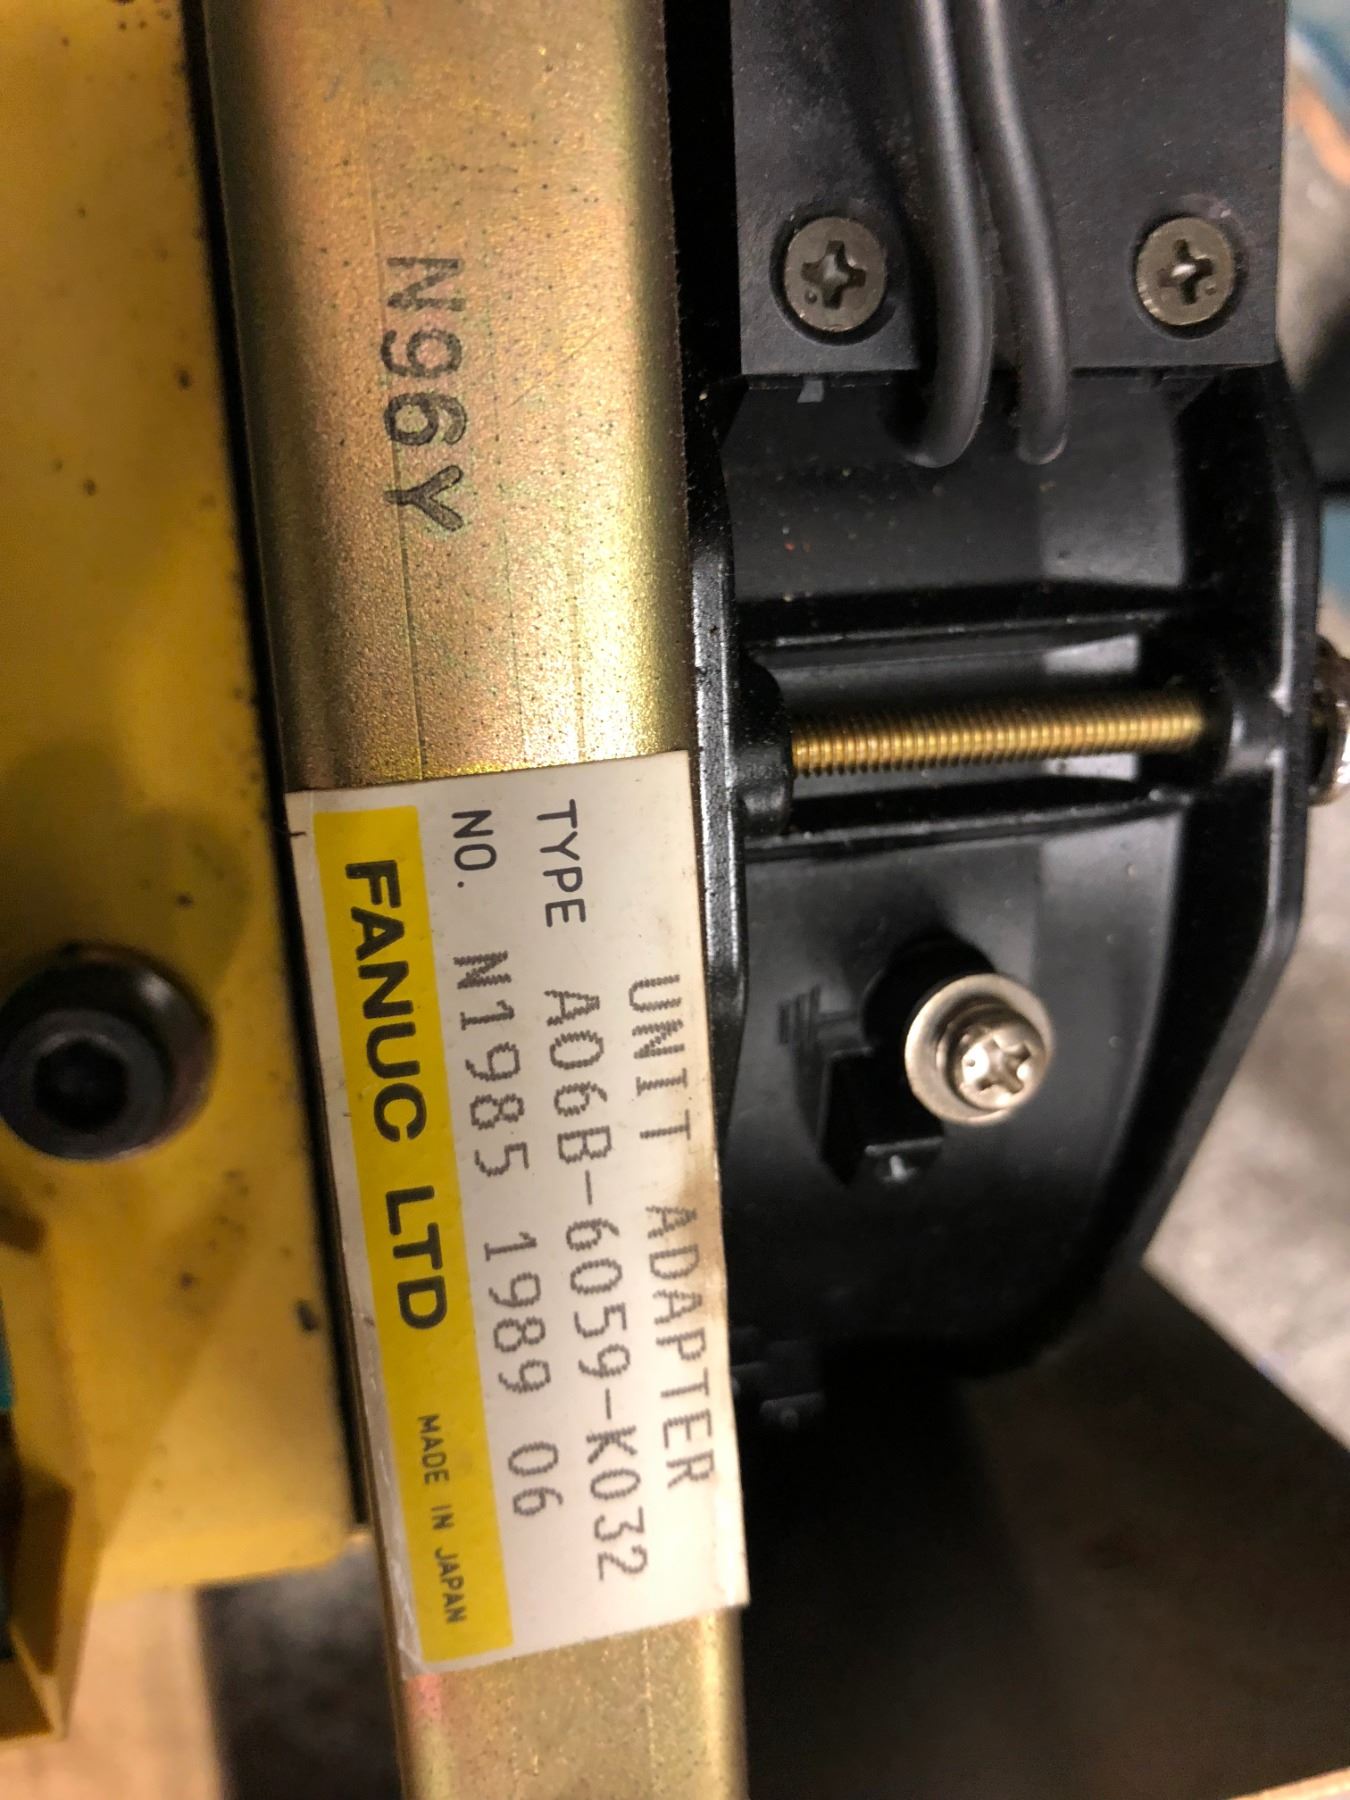 N96Y
UNIT ADAPTER
TYPE A06B-6059-K032
NO. N1985 1989 06
FANUC LTD MADE IN JAPAN